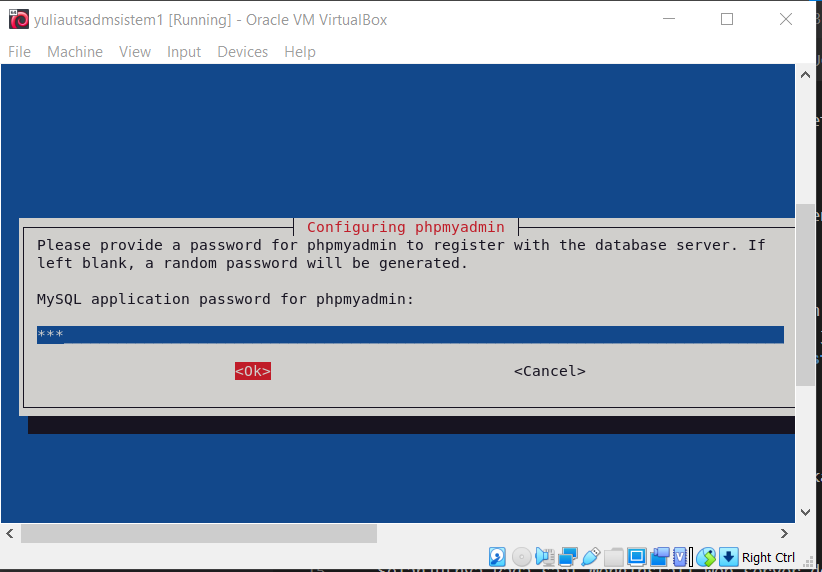 yuliautsadmsistem1 [Running] - Oracle VM VirtualBox
File Machine View Input Devices Help
Configuring phpmyadmin
Please provide a password for phpmyadmin to register with the database server. If
left blank, a random password will be generated.
MySQL application password for phpmyadmin:
***
<Ok> <Cancel>
Right Ctrl